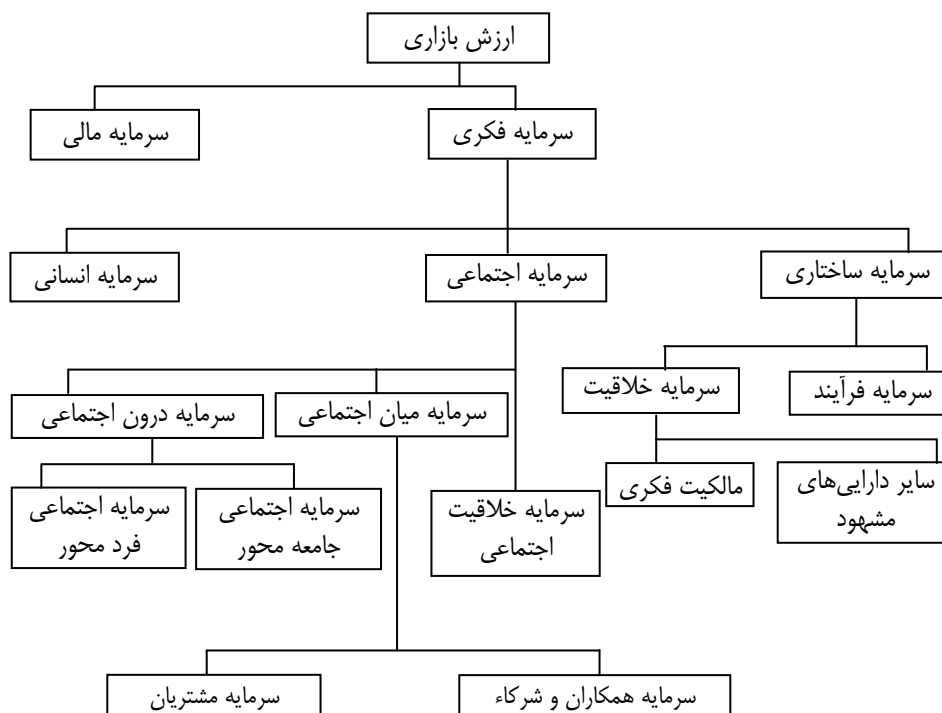 ارزش بازاری
سرمایه فکری
سرمایه مالی
سرمایه ساختاری
سرمایه اجتماعی
سرمایه انسانی
سرمایه فرآیند
سرمایه خلاقیت
سرمایه میان اجتماعی
سرمایه درون اجتماعی
سایر دارایی‌های
مشهود
مالکیت فکری
سرمایه خلاقیت
اجتماعی
سرمایه اجتماعی
جامعه محور
سرمایه اجتماعی
فرد محور
سرمایه همکاران و شرکاء
سرمایه مشتریان